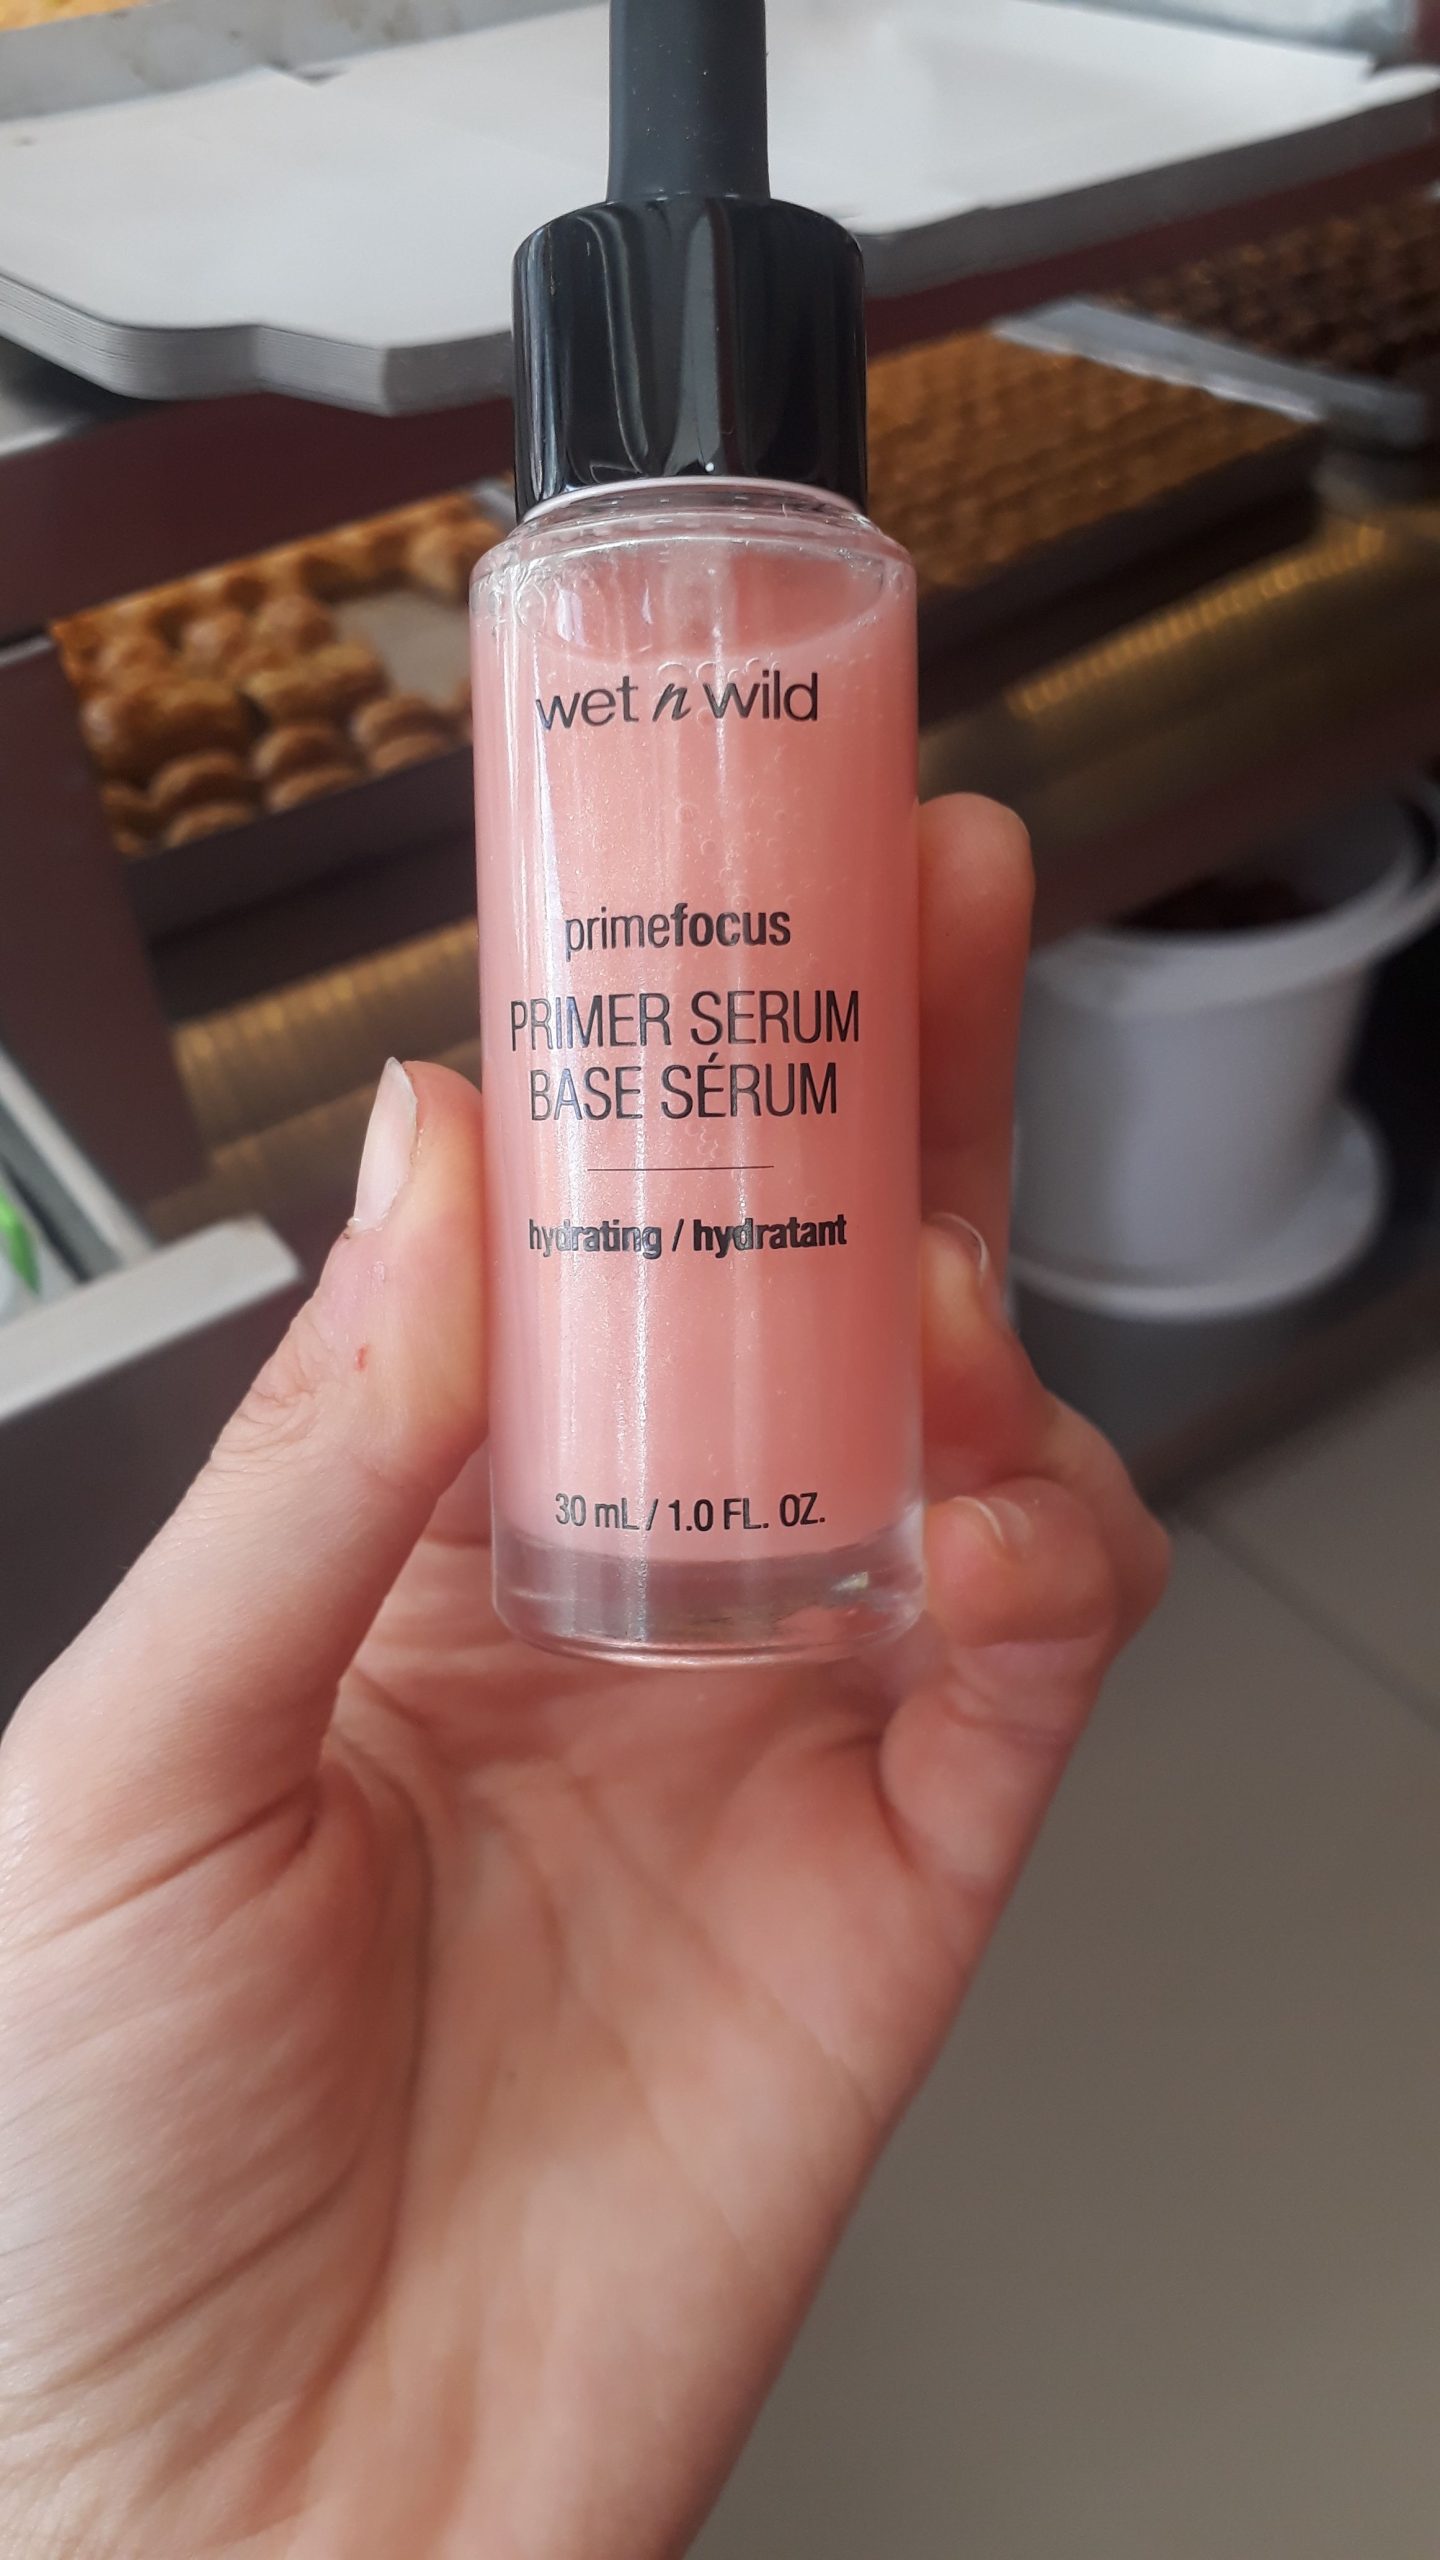 wet n wild
primefocus
PRIMER SERUM
BASE SÉRUM
hydrating / hydratant
30 mL / 1.0 FL. OZ.